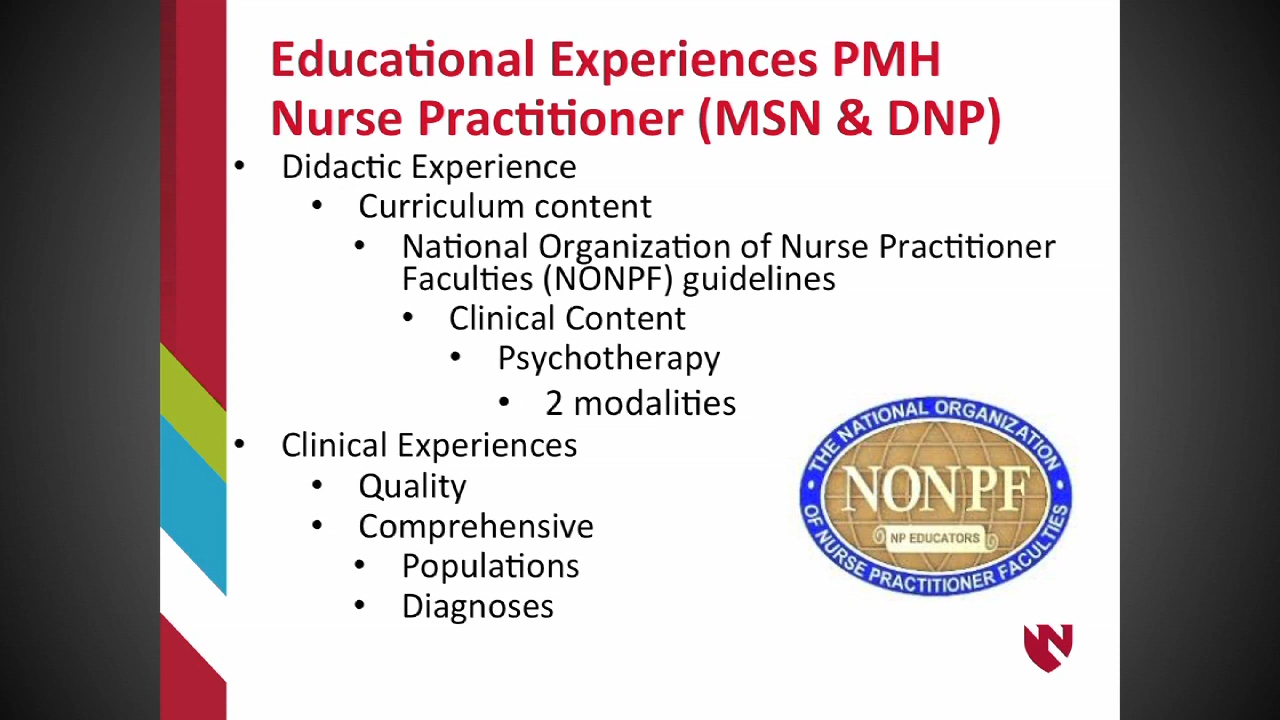 Educational Experiences PMH
Nurse Practitioner (MSN & DNP)
• Didactic Experience
• Curriculum content
• National Organization of Nurse Practitioner
Faculties (NONPF) guidelines
• Clinical Content
• Psychotherapy
• 2 modalities
• Clinical Experiences
• Quality
• Comprehensive
• Populations
• Diagnoses
• THE NATIONAL ORGANIZATION •
NONPF
NP EDUCATORS
OF NURSE PRACTITIONER FACULTIES
N